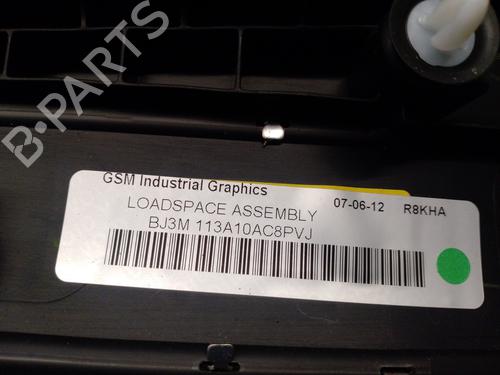 B-PARTS
GSM Industrial Graphics 07-06-12 R8KHA
LOADSPACE ASSEMBLY
BJ3M 113A10AC8PVJ